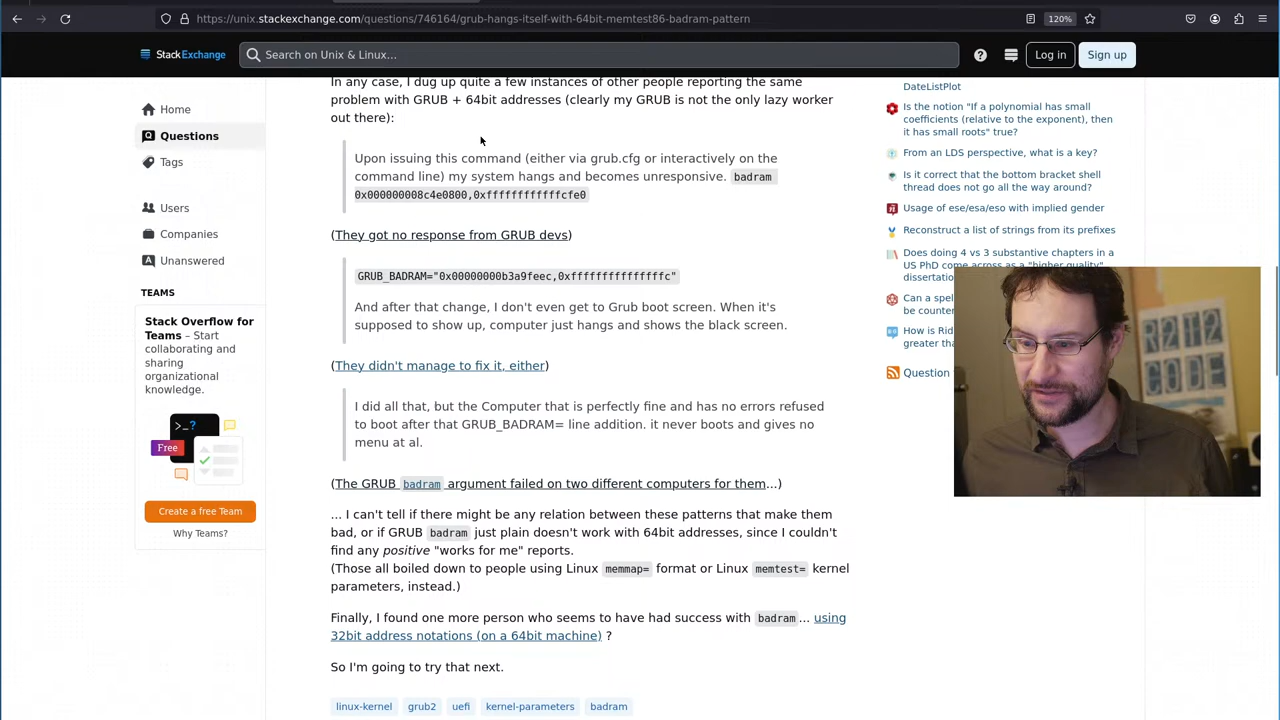 https://unix.stackexchange.com/questions/746164/grub-hangs-itself-with-64bit-memtest86-badram-pattern
120%
StackExchange
Search on Unix & Linux...
Log in
Sign up
Home
Questions
Tags
Users
Companies
Unanswered
TEAMS
Stack Overflow for
Teams – Start
collaborating and
sharing
organizational
knowledge.
>_?
Free
Create a free Team
Why Teams?
In any case, I dug up quite a few instances of other people reporting the same
problem with GRUB + 64bit addresses (clearly my GRUB is not the only lazy worker
out there):
Upon issuing this command (either via grub.cfg or interactively on the
command line) my system hangs and becomes unresponsive. badram
0x000000008c4e0800,0xffffffffffffcfe0
(They got no response from GRUB devs)
GRUB_BADRAM="0x00000000b3a9feec,0xfffffffffffffffc"
And after that change, I don't even get to Grub boot screen. When it's
supposed to show up, computer just hangs and shows the black screen.
(They didn't manage to fix it, either)
I did all that, but the Computer that is perfectly fine and has no errors refused
to boot after that GRUB_BADRAM= line addition. it never boots and gives no
menu at al.
(The GRUB badram argument failed on two different computers for them...)
... I can't tell if there might be any relation between these patterns that make them
bad, or if GRUB badram just plain doesn't work with 64bit addresses, since I couldn't
find any positive "works for me" reports.
(Those all boiled down to people using Linux memmap= format or Linux memtest= kernel
parameters, instead.)
Finally, I found one more person who seems to have had success with badram... using
32bit address notations (on a 64bit machine) ?
So I'm going to try that next.
linux-kernel
grub2
uefi
kernel-parameters
badram
DateListPlot
Is the notion "If a polynomial has small
coefficients (relative to the exponent), then
it has small roots" true?
From an LDS perspective, what is a key?
Is it correct that the bottom bracket shell
thread does not go all the way around?
Usage of ese/esa/eso with implied gender
Reconstruct a list of strings from its prefixes
Does doing 4 vs 3 substantive chapters in a
US PhD come across as a "higher quality"
dissertatio
Can a spel
be counter
How is Rid
greater tha
Question
CODE